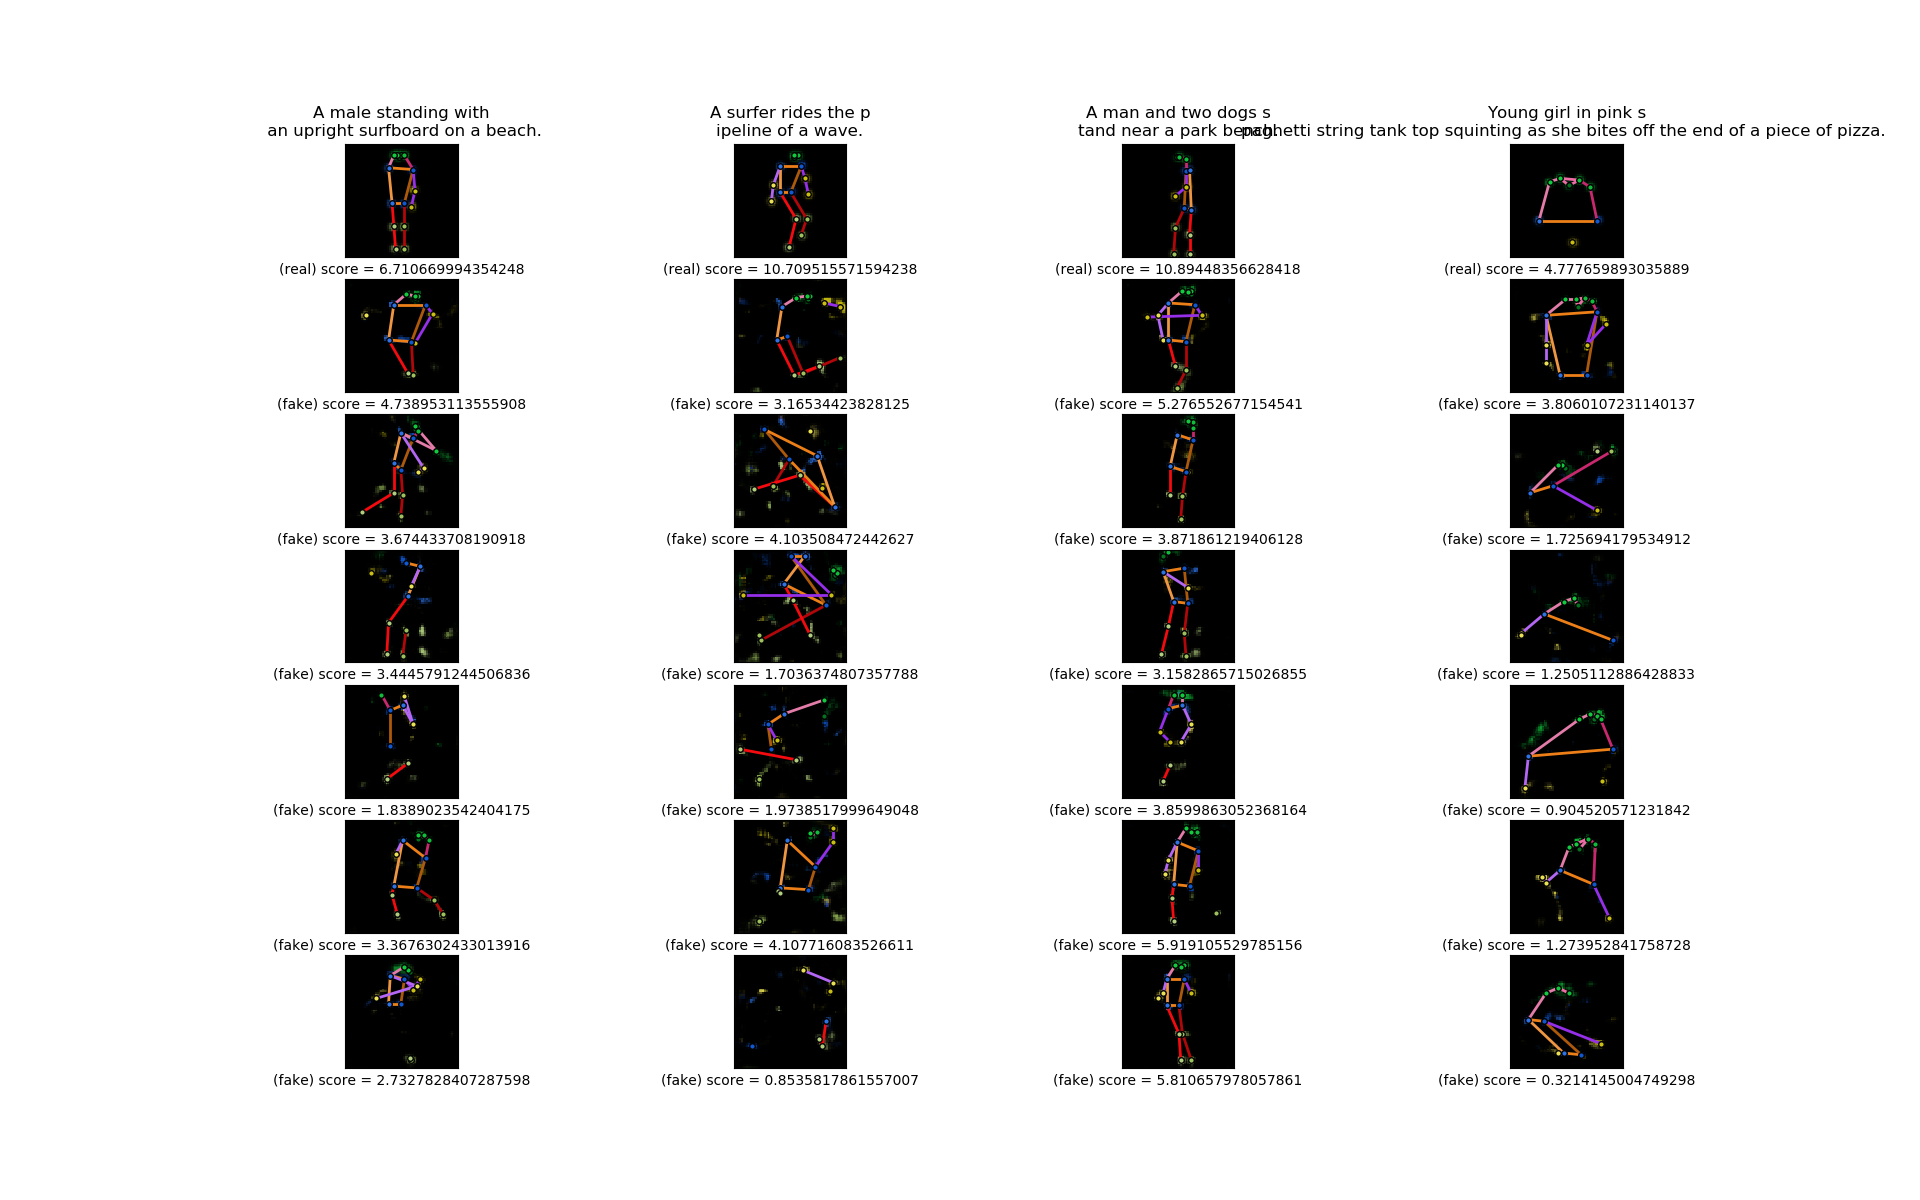 A male standing with
an upright surfboard on a beach.
A surfer rides the p
ipeline of a wave.
A man and two dogs s
tand near a park bench.
Young girl in pink s
paghetti string tank top squinting as she bites off the end of a piece of pizza.
(real) score = 6.710669994354248
(real) score = 10.709515571594238
(real) score = 10.89448356628418
(real) score = 4.777659893035889
(fake) score = 4.738953113555908
(fake) score = 3.16534423828125
(fake) score = 5.276552677154541
(fake) score = 3.8060107231140137
(fake) score = 3.674433708190918
(fake) score = 4.103508472442627
(fake) score = 3.871861219406128
(fake) score = 1.725694179534912
(fake) score = 3.4445791244506836
(fake) score = 1.7036374807357788
(fake) score = 3.1582865715026855
(fake) score = 1.2505112886428833
(fake) score = 1.8389023542404175
(fake) score = 1.9738517999649048
(fake) score = 3.8599863052368164
(fake) score = 0.904520571231842
(fake) score = 3.3676302433013916
(fake) score = 4.107716083526611
(fake) score = 5.919105529785156
(fake) score = 1.273952841758728
(fake) score = 2.7327828407287598
(fake) score = 0.8535817861557007
(fake) score = 5.810657978057861
(fake) score = 0.3214145004749298